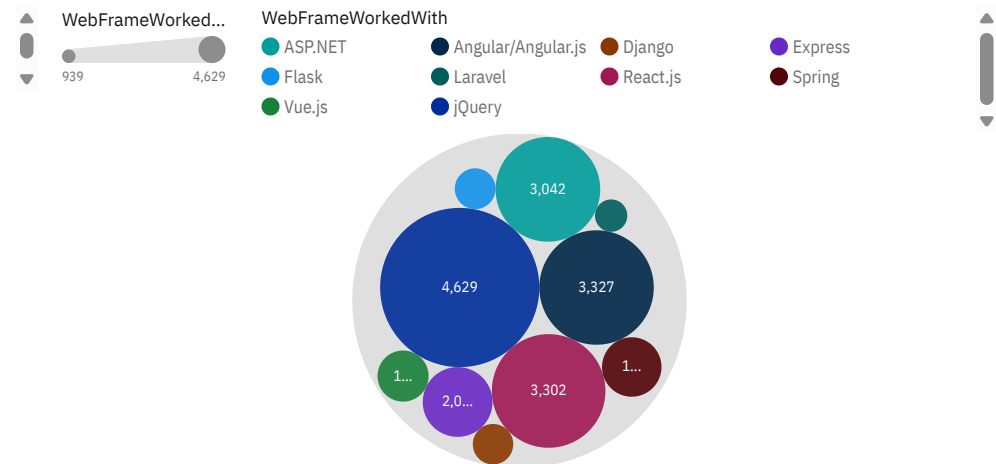 WebFrameWorked...
939 4,629
WebFrameWorkedWith
ASP.NET Angular/Angular.js Django Express
Flask Laravel React.js Spring
Vue.js jQuery
3,042
4,629 3,327
1... 2,0... 3,302 1...